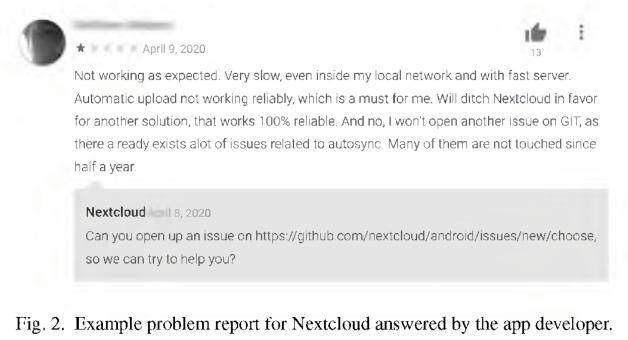 April 9, 2020
13
Not working as expected. Very slow, even inside my local network and with fast server.
Automatic upload not working reliably, which is a must for me. Will ditch Nextcloud in favor
for another solution, that works 100% reliable. And no, I won't open another issue on GIT, as
there a ready exists alot of issues related to autosync. Many of them are not touched since
half a year.
Nextcloud April 8, 2020
Can you open up an issue on https://github.com/nextcloud/android/issues/new/choose,
so we can try to help you?
Fig. 2. Example problem report for Nextcloud answered by the app developer.